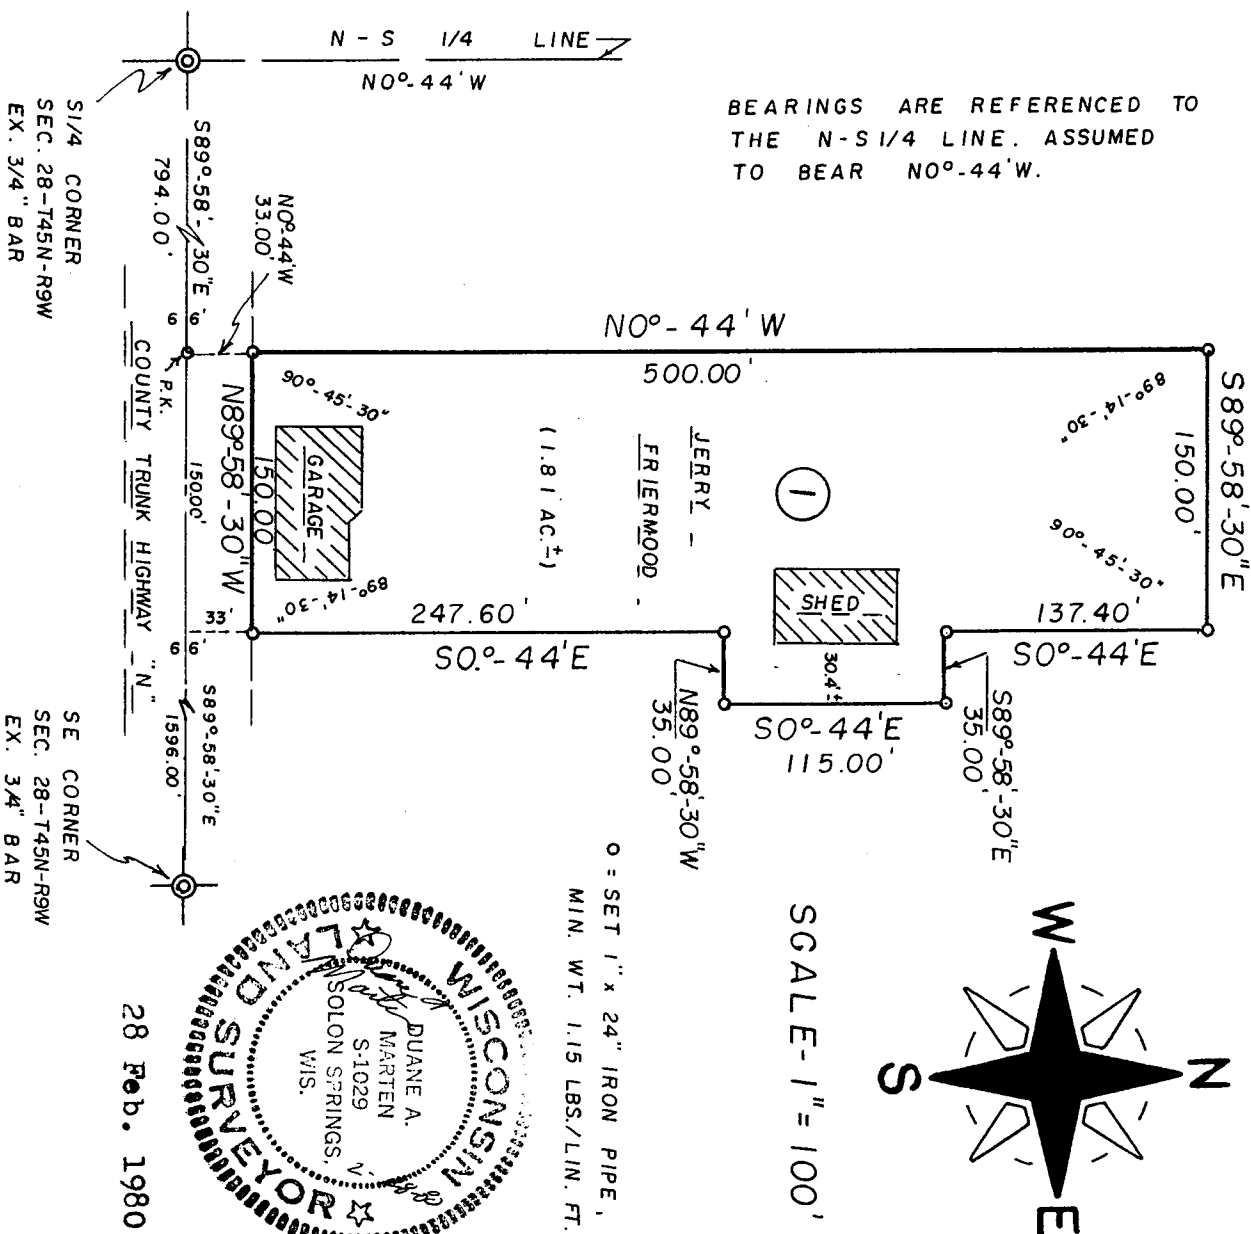 N - S 1/4 LINE
N0°-44'W
BEARINGS ARE REFERENCED TO
THE N-S 1/4 LINE. ASSUMED
TO BEAR N0°-44'W.
S1/4 CORNER
SEC. 28-T45N-R9W
EX. 3/4" BAR
S89°-58'-30"E
794.00'
N0°-44'W
33.00'
66'
P.K.
COUNTY TRUNK HIGHWAY "N"
150.00'
N89°-58'-30"W
150.00
33'
66'
S89°-58'-30"E
1596.00'
SE CORNER
SEC. 28-T45N-R9W
EX. 3/4" BAR
N0°-44'W
500.00'
90°-45'-30"
89°-14'-30"
S89°-58'-30"E
150.00'
GARAGE
89°-14'-30"
(1.81 AC.±)
JERRY
FRIERMOOD
1
90°-45'-30"
SHED
247.60'
S0°-44'E
137.40'
S0°-44'E
30.4'±
S0°-44'E
115.00'
N89°-58'-30"W
35.00'
S89°-58'-30"E
35.00'
O = SET 1" x 24" IRON PIPE,
MIN. WT. 1.15 LBS./LIN. FT.
SCALE - 1" = 100'
N
W
E
S
WISCONSIN
LAND SURVEYOR
DUANE A.
MARTEN
S-1029
SOLON SPRINGS,
WIS.
28 Feb. 1980